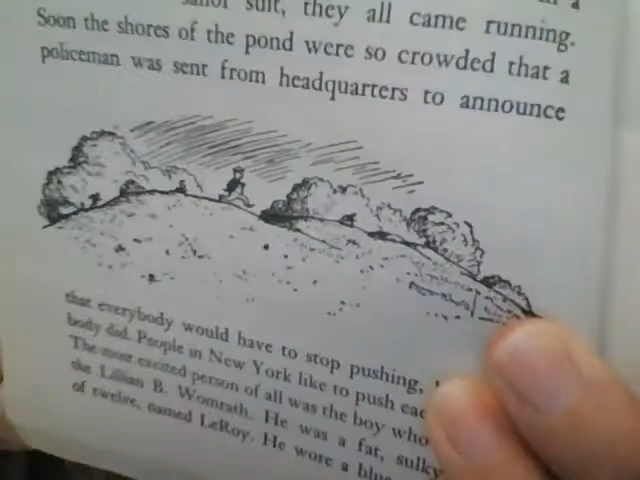 suit, they all came running.
Soon the shores of the pond were so crowded that a
policeman was sent from headquarters to announce
that everybody would have to stop pushing,
body did. People in New York like to push
The most excited person of all was the boy who
the Lillian B. Womrath. He was a fat, sulky
of twelve, named LeRoy. He wore a blue